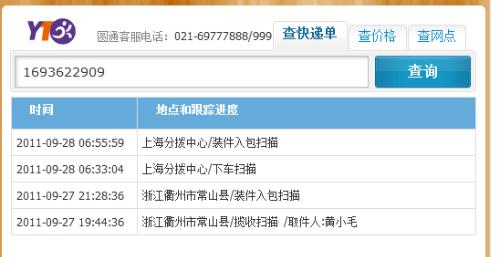 YTO 圆通客服电话：021-69777888/999 查快递单 查价格 查网点
1693622909 查询
时间 地点和跟踪进度
2011-09-28 06:55:59 上海分拨中心/装件入包扫描
2011-09-28 06:33:04 上海分拨中心/下车扫描
2011-09-27 21:28:36 浙江衢州市常山县/装件入包扫描
2011-09-27 19:44:36 浙江衢州市常山县/揽收扫描 /取件人:黄小毛